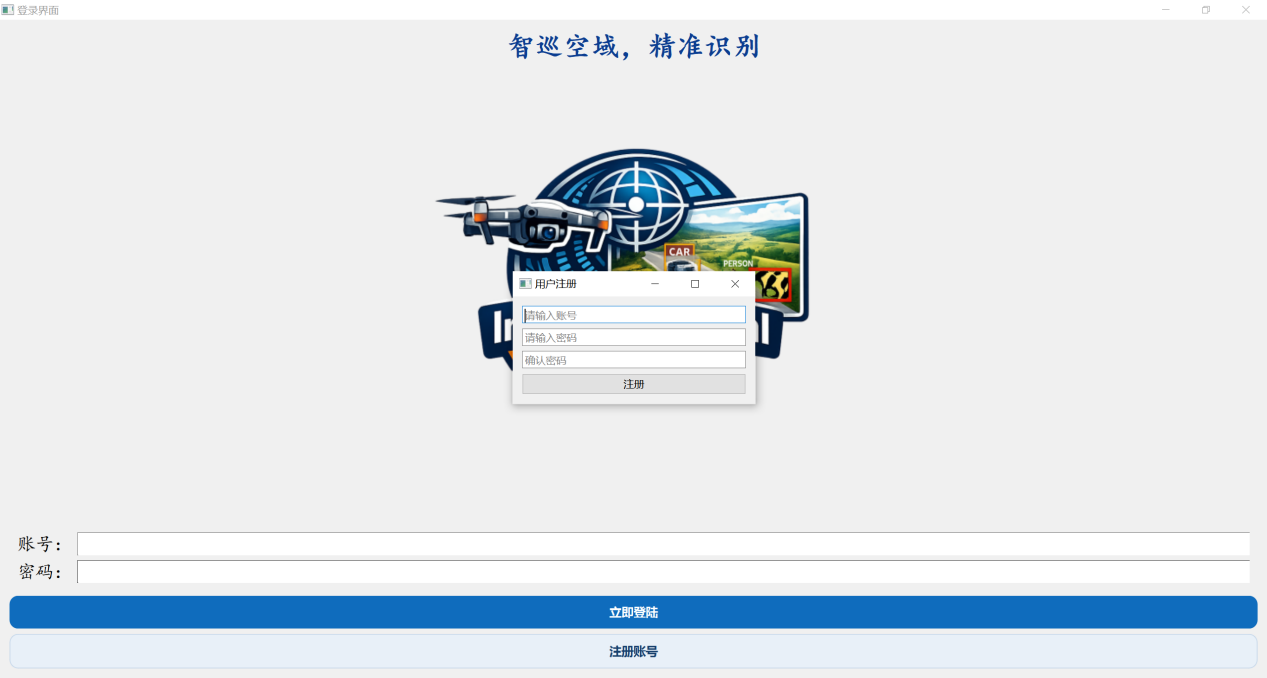 登录界面
智巡空域，精准识别
CAR
PERSON
用户注册
请输入账号
请输入密码
确认密码
注册
账号：
密码：
立即登陆
注册账号